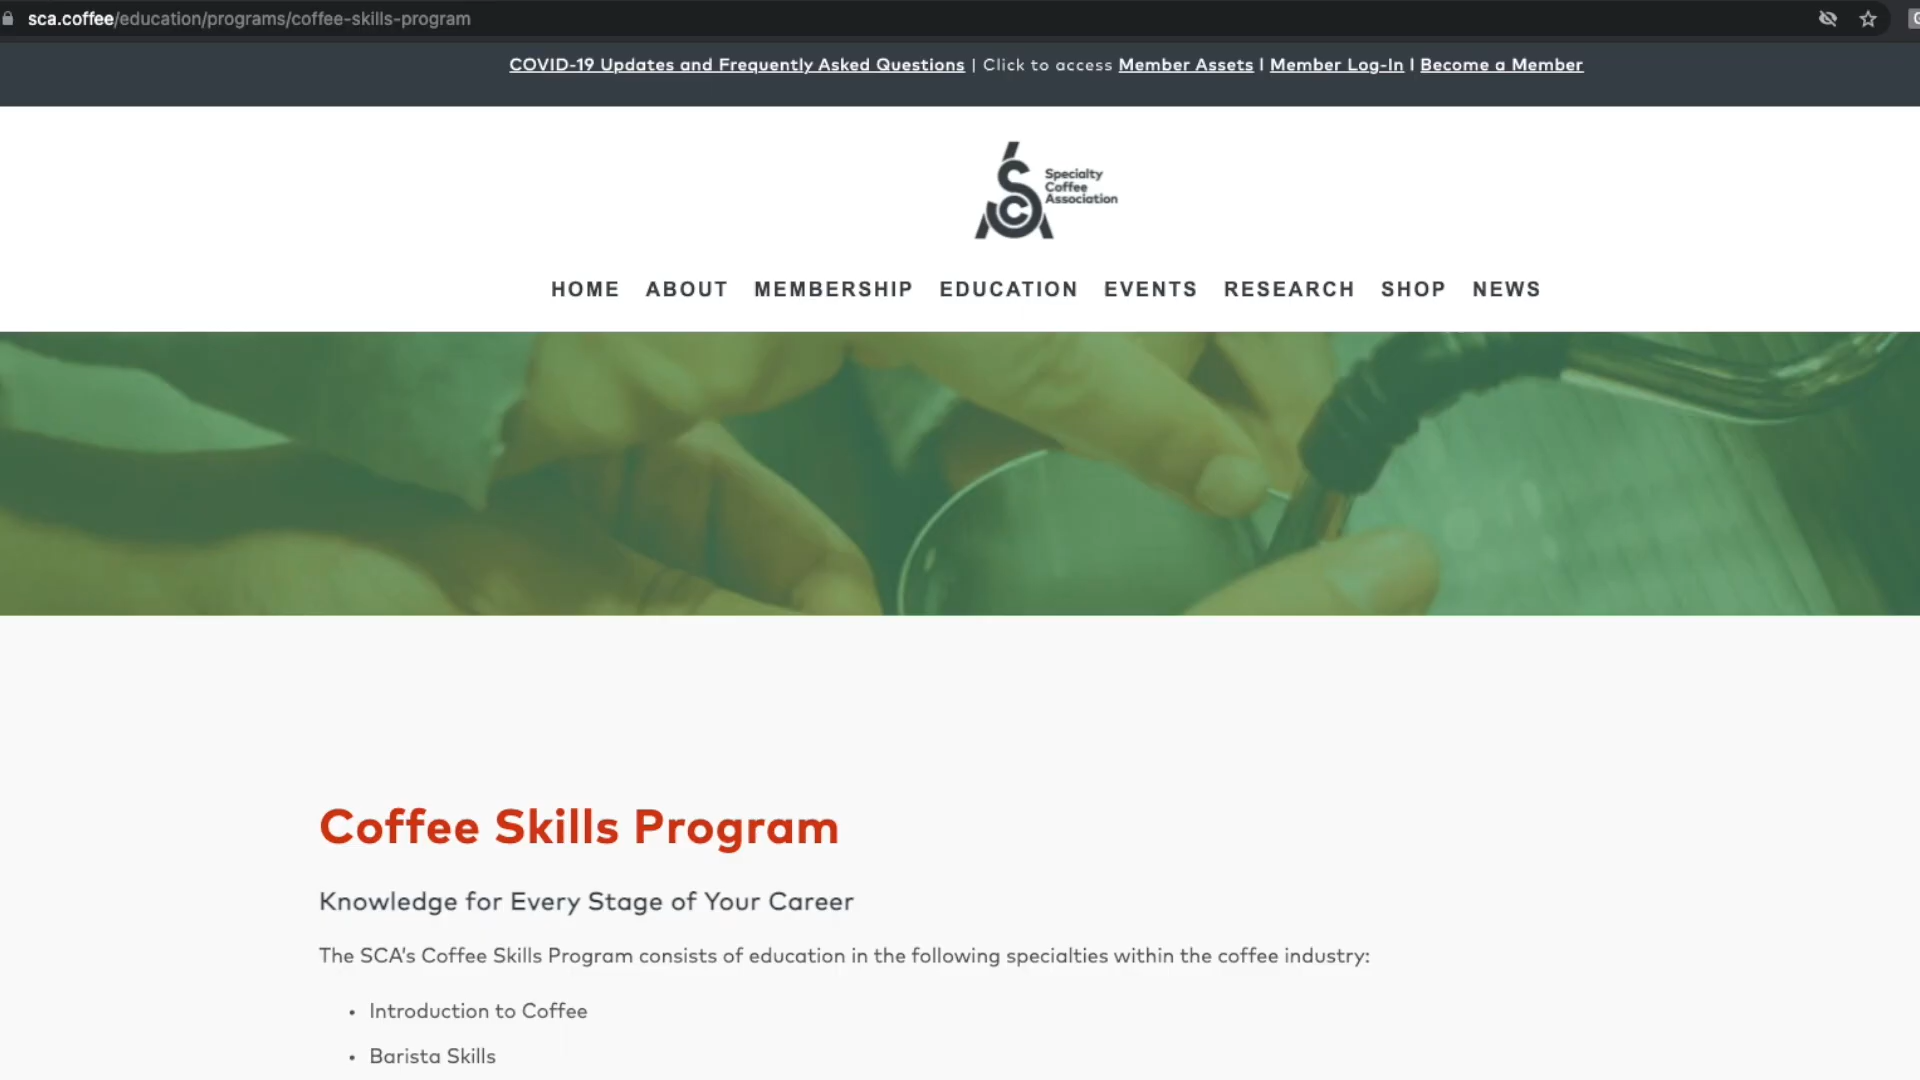 sca.coffee/education/programs/coffee-skills-program
COVID-19 Updates and Frequently Asked Questions | Click to access Member Assets | Member Log-In | Become a Member
Specialty
Coffee
Association
HOME ABOUT MEMBERSHIP EDUCATION EVENTS RESEARCH SHOP NEWS
Coffee Skills Program
Knowledge for Every Stage of Your Career
The SCA's Coffee Skills Program consists of education in the following specialties within the coffee industry:
• Introduction to Coffee
• Barista Skills